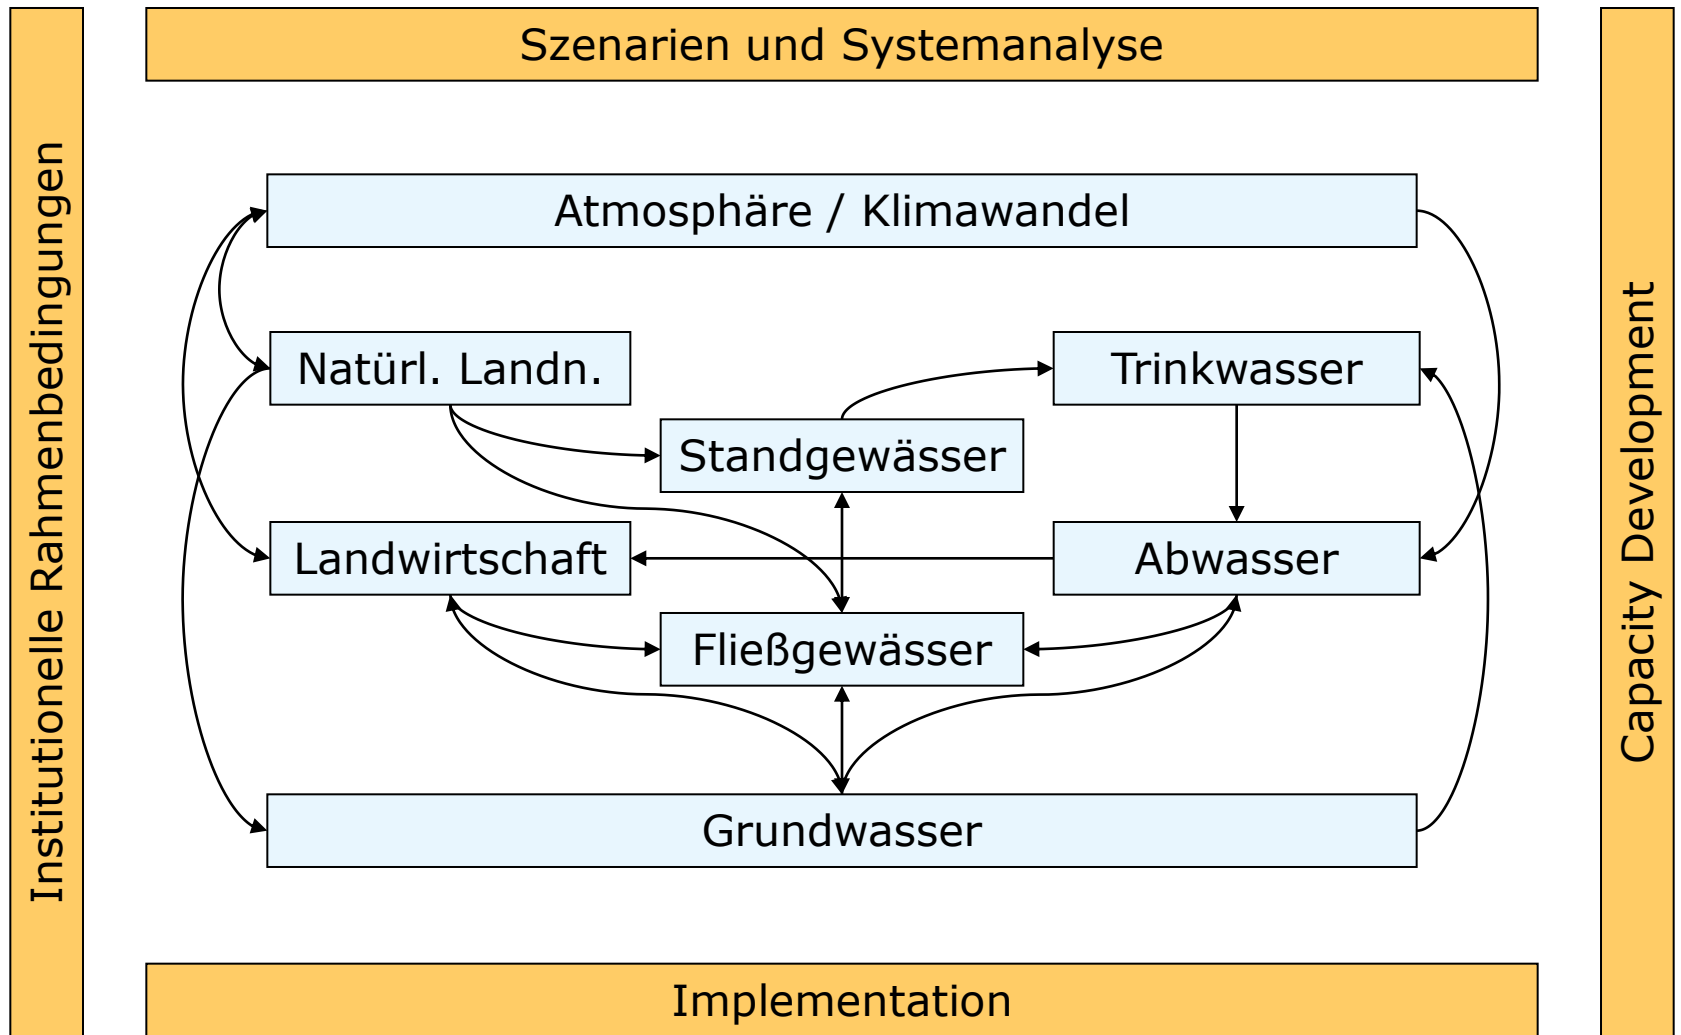 Szenarien und Systemanalyse
Institutionelle Rahmenbedingungen
Atmosphäre / Klimawandel
Natürl. Landn.
Trinkwasser
Standgewässer
Landwirtschaft
Abwasser
Fließgewässer
Grundwasser
Capacity Development
Implementation